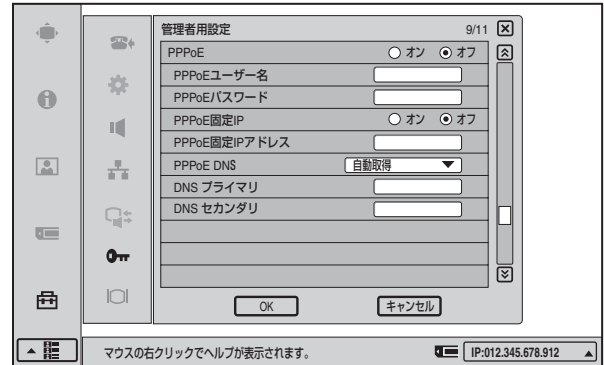 管理者用設定 9/11
PPPoE オン オフ
PPPoEユーザー名
PPPoEパスワード
PPPoE固定IP オン オフ
PPPoE固定IPアドレス
PPPoE DNS 自動取得
DNS プライマリ
DNS セカンダリ
OK キャンセル
マウスの右クリックでヘルプが表示されます。 IP:012.345.678.912